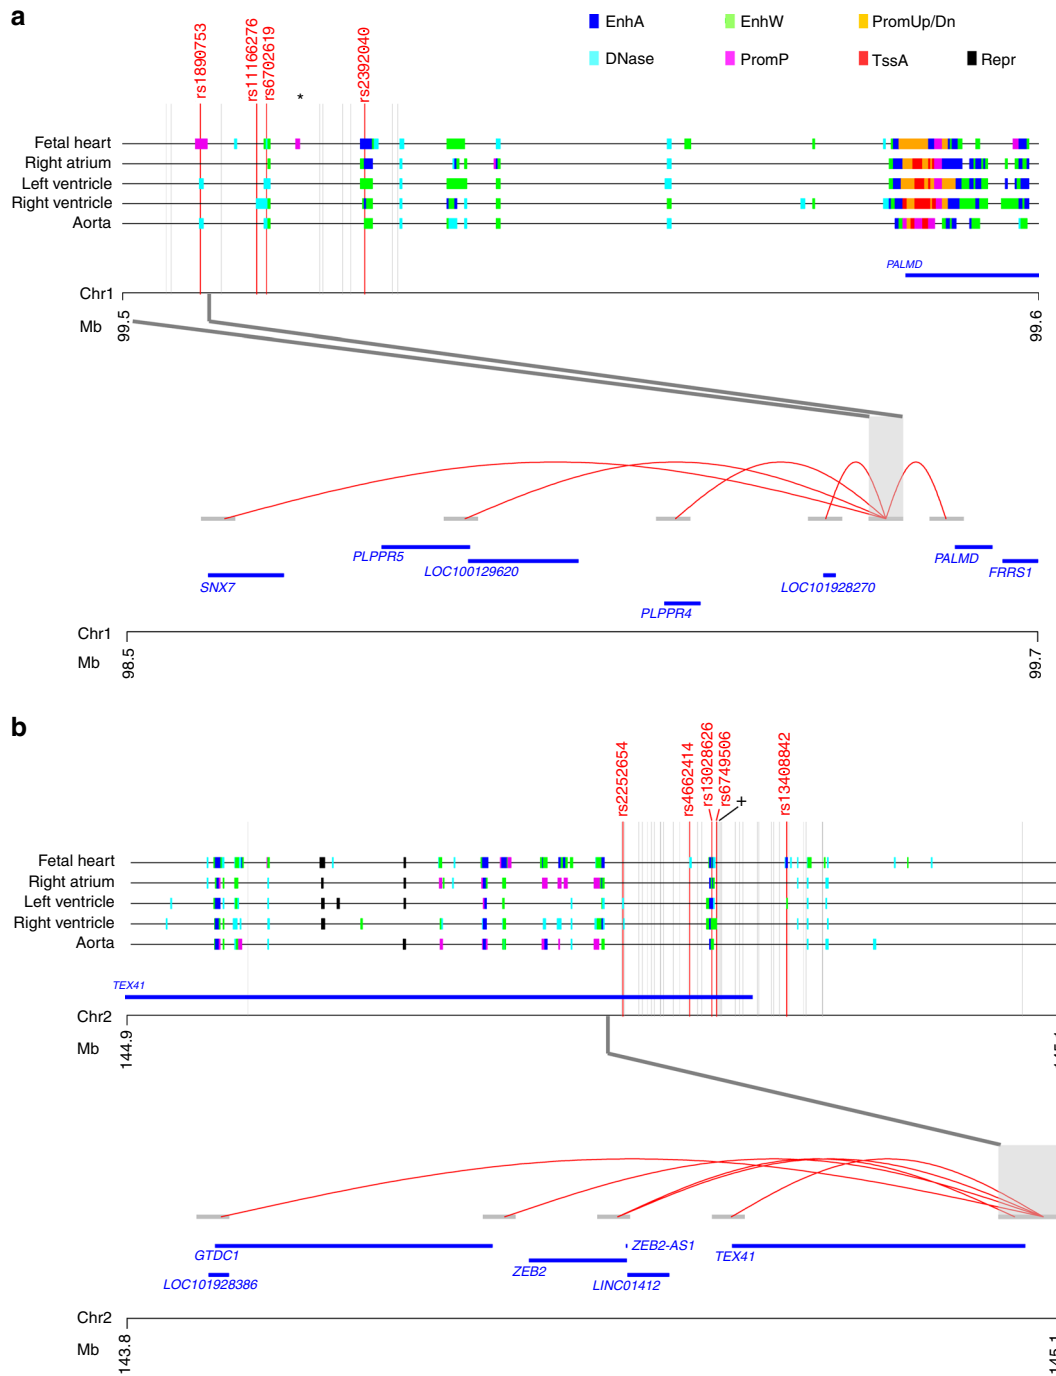 a
EnhA
EnhW
PromUp/Dn
DNase
PromP
TssA
Repr
rs1890753
rs11166276
rs6702619
*
rs2392040
Fetal heart
Right atrium
Left ventricle
Right ventricle
Aorta
PALMD
Chr1
Mb
99.5
99.6
PLPPR5
LOC100129620
SNX7
PLPPR4
LOC101928270
PALMD
FRRS1
Chr1
Mb
98.5
99.7
b
rs2252654
rs4662414
rs13028626
rs6749506
+
rs13408842
Fetal heart
Right atrium
Left ventricle
Right ventricle
Aorta
TEX41
Chr2
Mb
144.9
GTDC1
LOC101928386
ZEB2
ZEB2-AS1
LINC01412
TEX41
Chr2
Mb
143.8